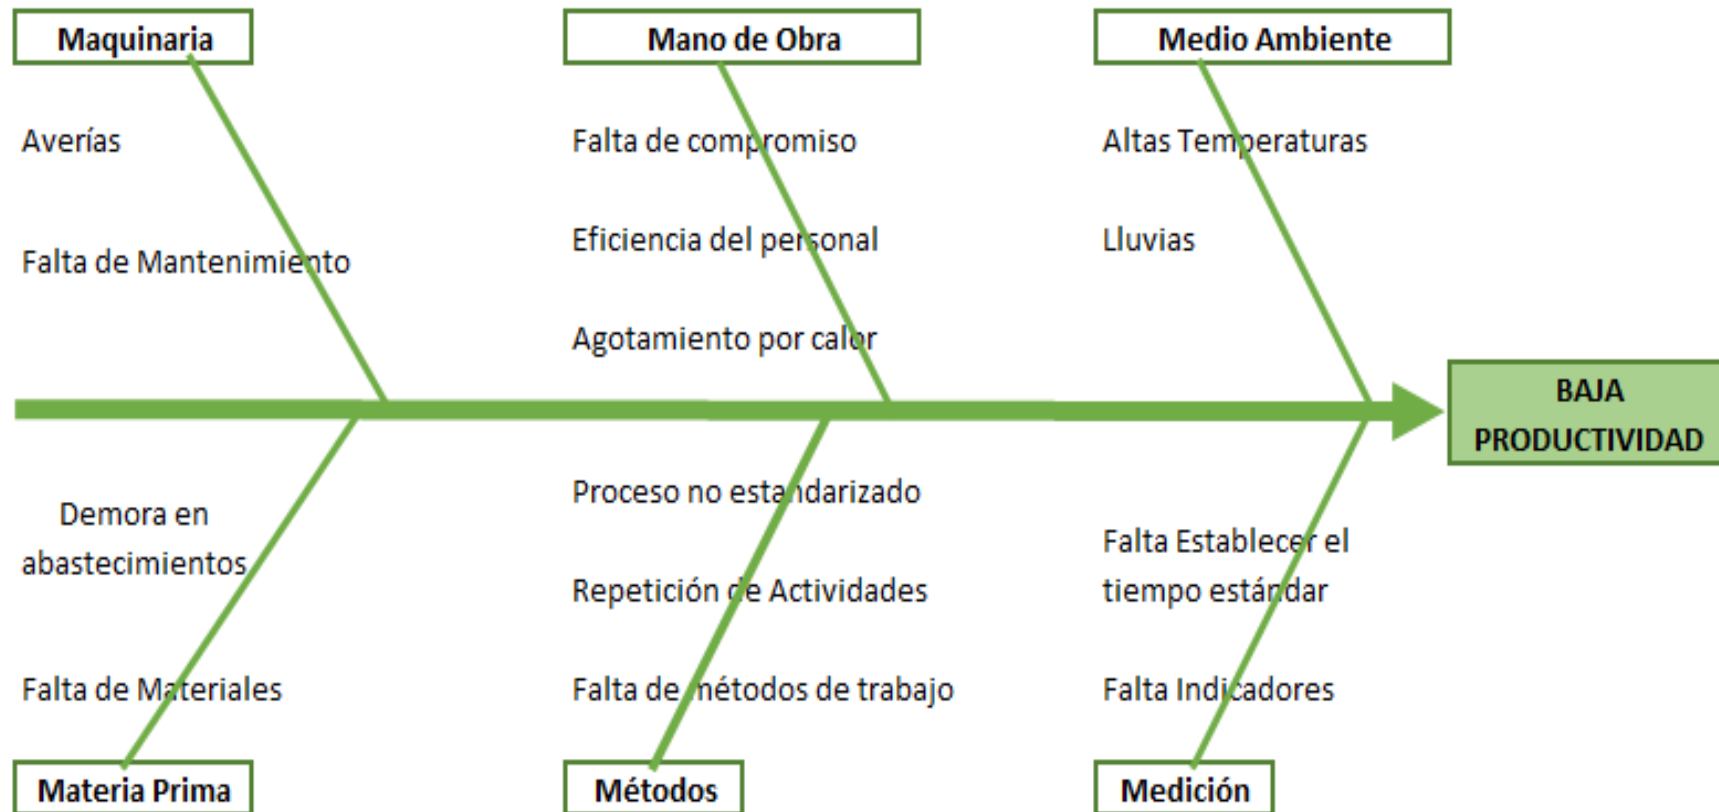 Maquinaria
Mano de Obra
Medio Ambiente
Averías
Falta de compromiso
Altas Temperaturas
Eficiencia del personal
Lluvias
Falta de Mantenimiento
Agotamiento por calor
BAJA
PRODUCTIVIDAD
Proceso no estandarizado
Demora en
abastecimientos
Falta Establecer el
tiempo estándar
Repetición de Actividades
Falta de Materiales
Falta de métodos de trabajo
Falta Indicadores
Materia Prima
Métodos
Medición